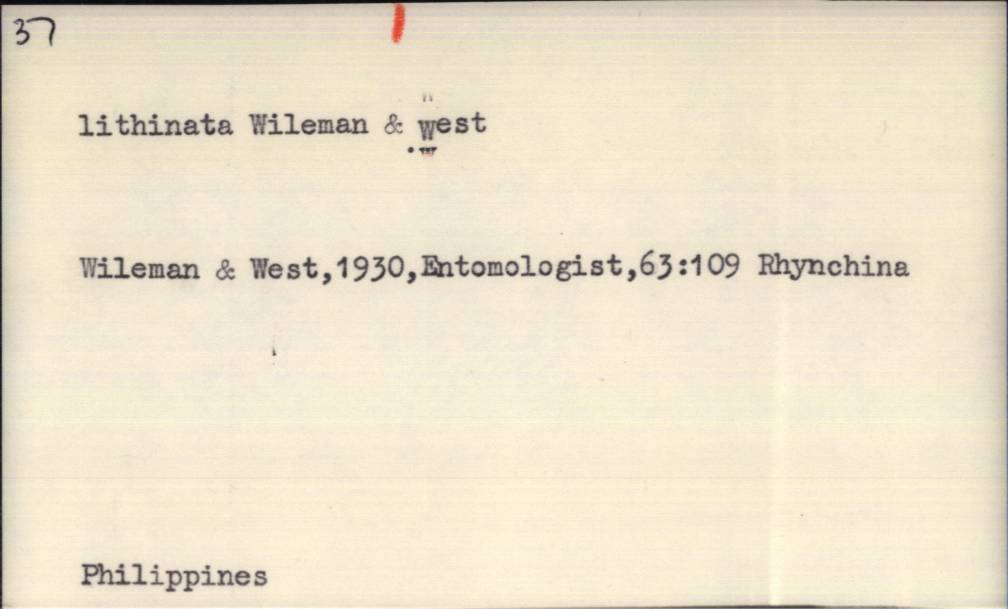 37
lithinata Wileman & West
Wileman & West,1930,Entomologist,63:109 Rhynchina
Philippines